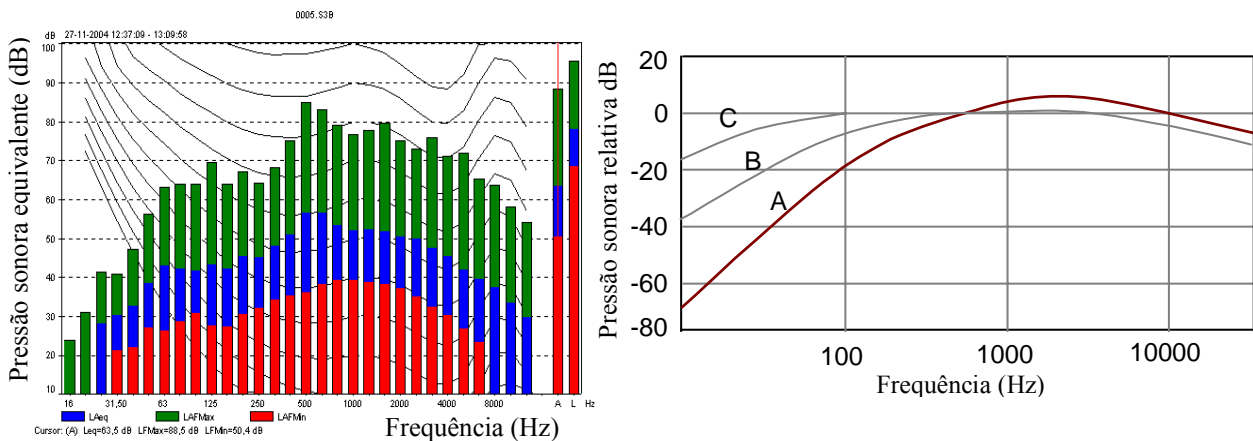 0005.S3B
dB 27-11-2004 12:37:09 - 13:09:58
Pressão sonora equivalente (dB)
100
90
80
70
60
50
40
30
20
10
16 31,50 63 125 250 500 1000 2000 4000 8000 A L Hz
LAeq LAFMax LAFMin
Cursor: (A) Leq=63,5 dB LFMax=88,5 dB LFMin=50,4 dB
Frequência (Hz)
Pressão sonora relativa dB
20
0
-20
-40
-60
-80
C
B
A
100 1000 10000
Frequência (Hz)